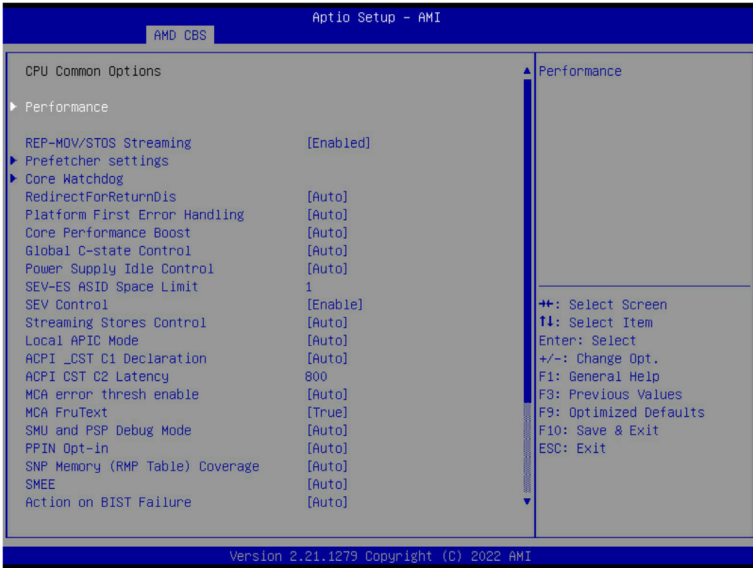 Aptio Setup – AMI
AMD CBS
CPU Common Options
Performance
REP-MOV/STOS Streaming [Enabled]
Prefetcher settings
Core Watchdog
RedirectForReturnDis [Auto]
Platform First Error Handling [Auto]
Core Performance Boost [Auto]
Global C-state Control [Auto]
Power Supply Idle Control [Auto]
SEV-ES ASID Space Limit 1
SEV Control [Enable]
Streaming Stores Control [Auto]
Local APIC Mode [Auto]
ACPI _CST C1 Declaration [Auto]
ACPI CST C2 Latency 800
MCA error thresh enable [Auto]
MCA FruText [True]
SMU and PSP Debug Mode [Auto]
PPIN Opt-in [Auto]
SNP Memory (RMP Table) Coverage [Auto]
SMEE [Auto]
Action on BIST Failure [Auto]
Performance
→←: Select Screen
↑↓: Select Item
Enter: Select
+/-: Change Opt.
F1: General Help
F3: Previous Values
F9: Optimized Defaults
F10: Save & Exit
ESC: Exit
Version 2.21.1279 Copyright (C) 2022 AMI